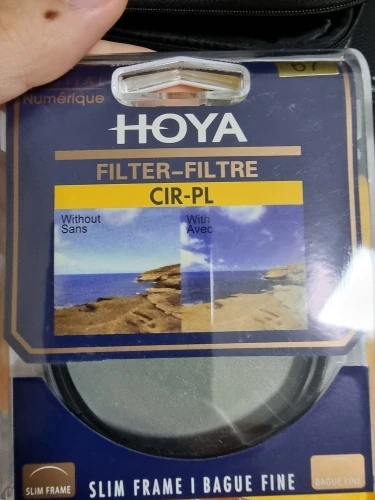 Numérique
67
HOYA
FILTER-FILTRE
CIR-PL
Without
Sans
With
Avec
SLIM FRAME
SLIM FRAME I BAGUE FINE
BAGUE FINE